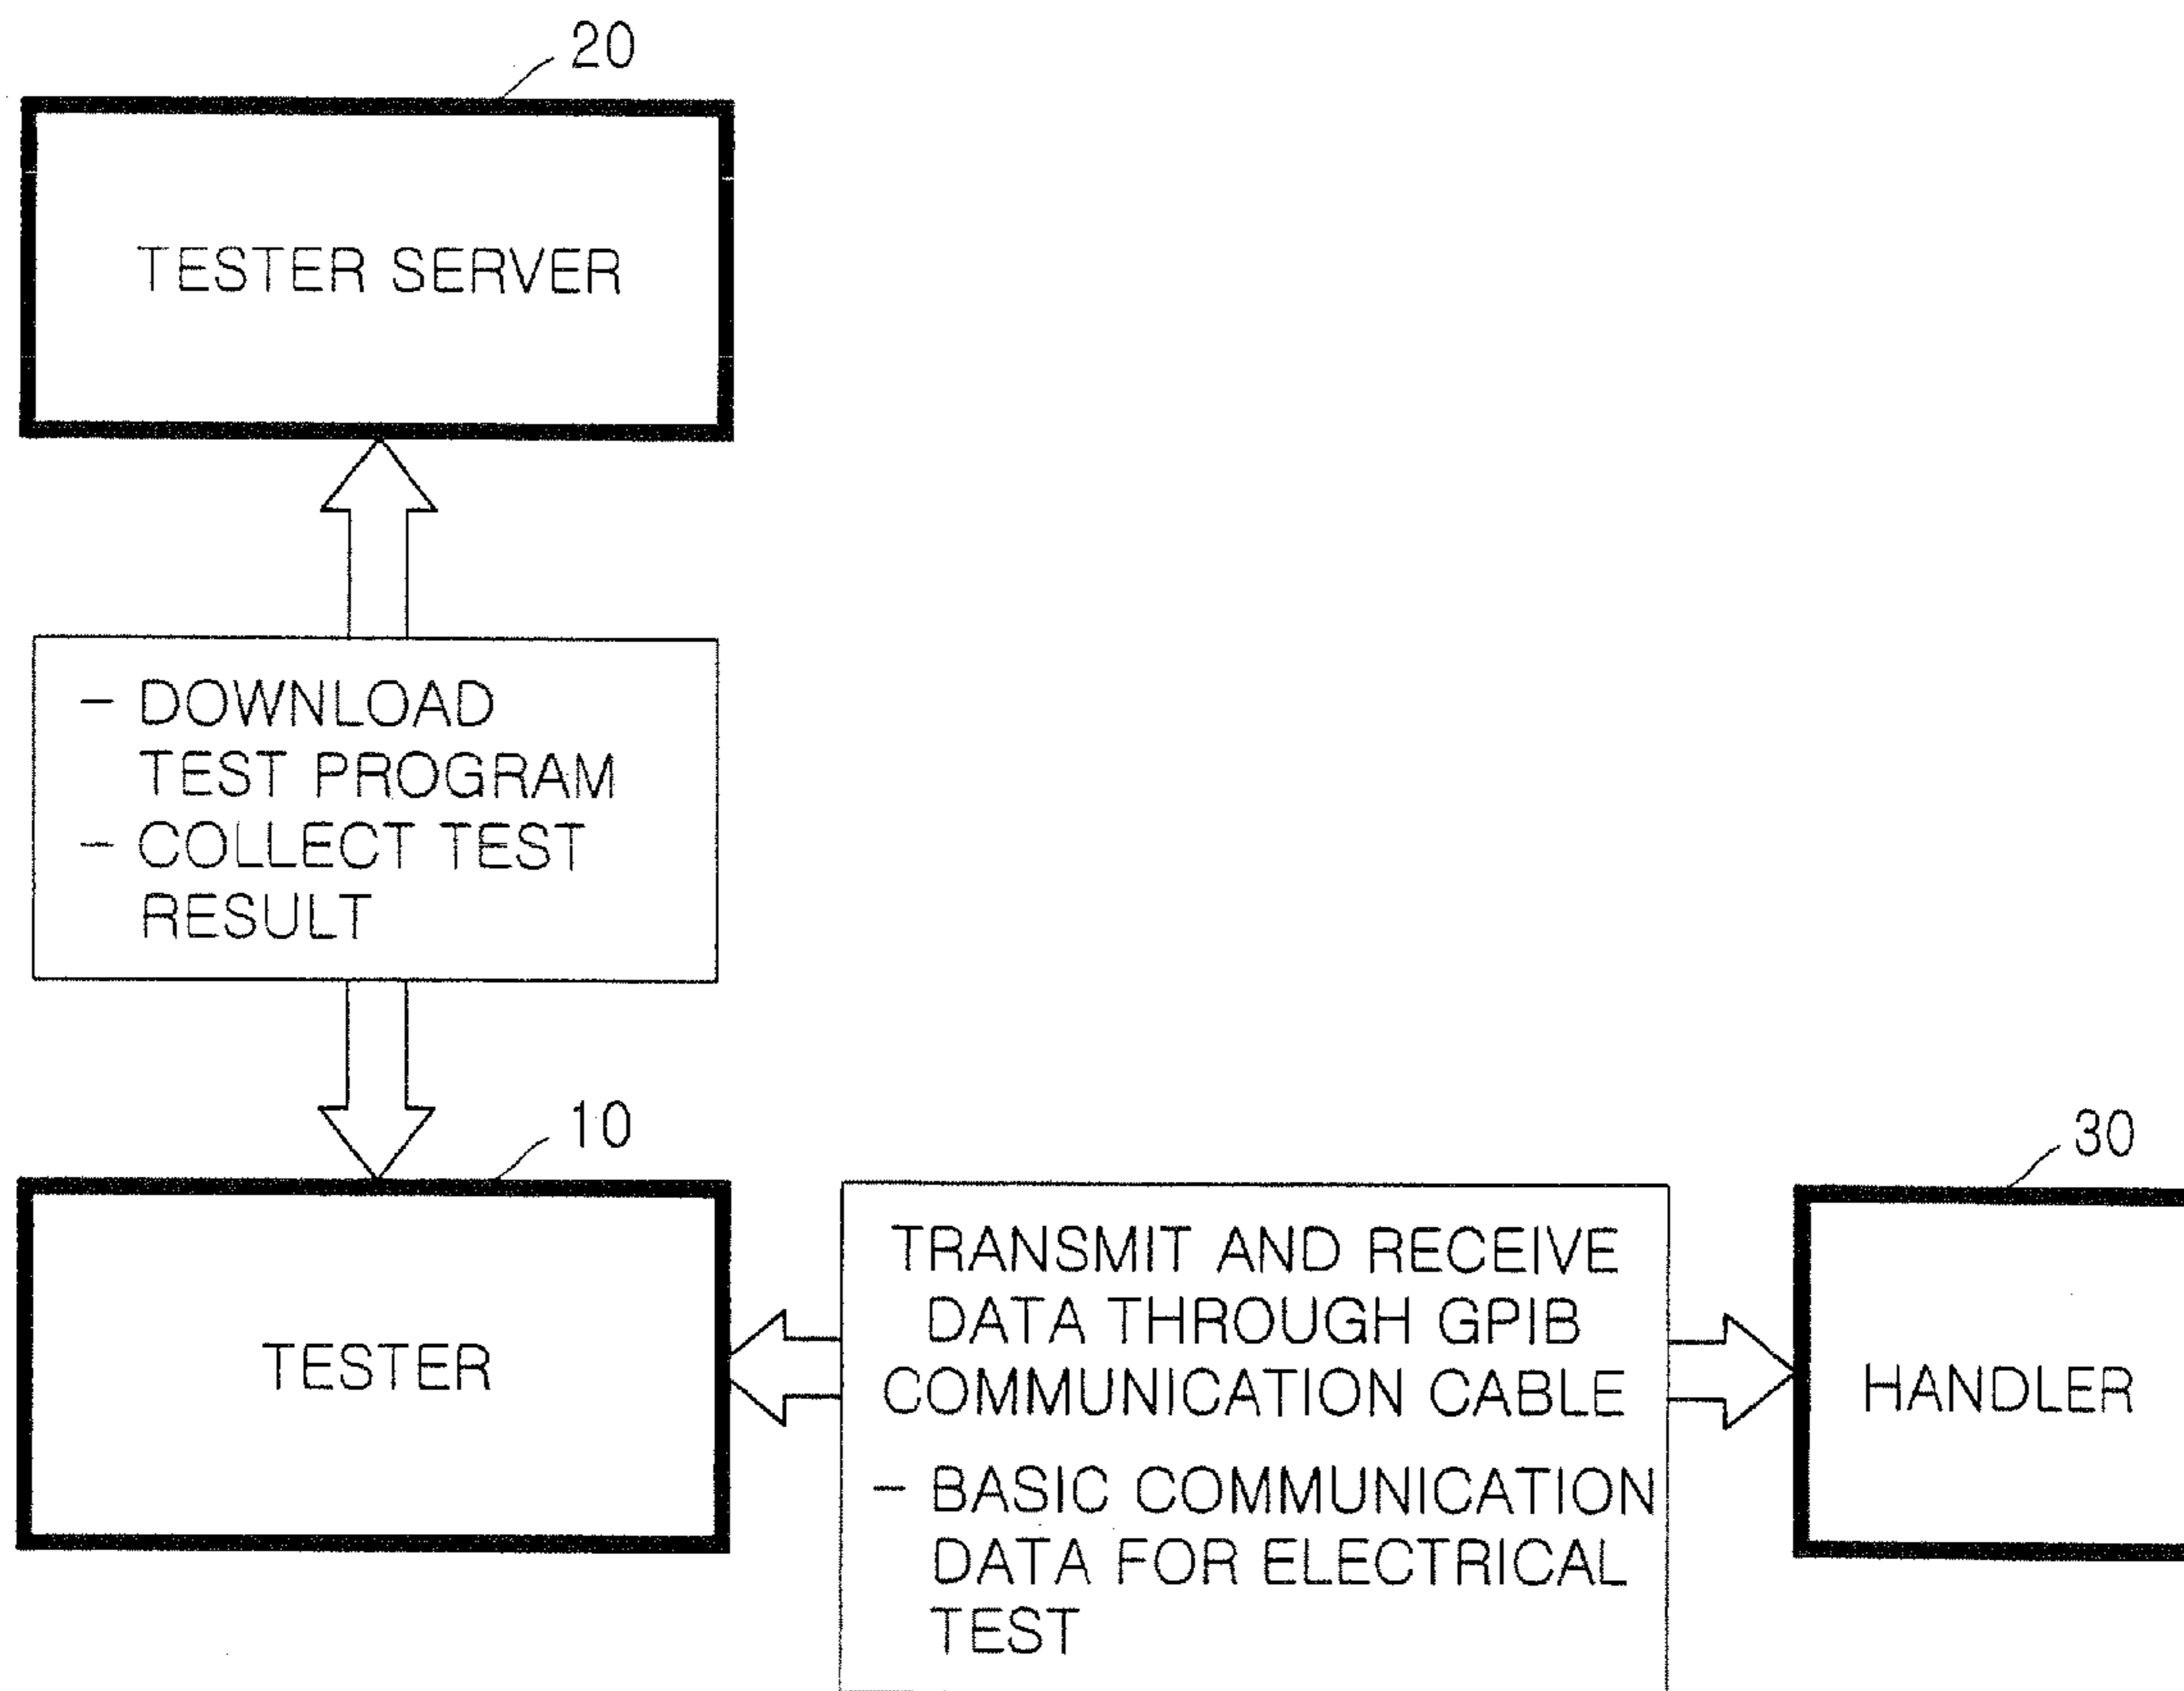 20
TESTER SERVER
– DOWNLOAD
TEST PROGRAM
– COLLECT TEST
RESULT
10
TESTER
TRANSMIT AND RECEIVE
DATA THROUGH GPIB
COMMUNICATION CABLE
– BASIC COMMUNICATION
DATA FOR ELECTRICAL
TEST
30
HANDLER